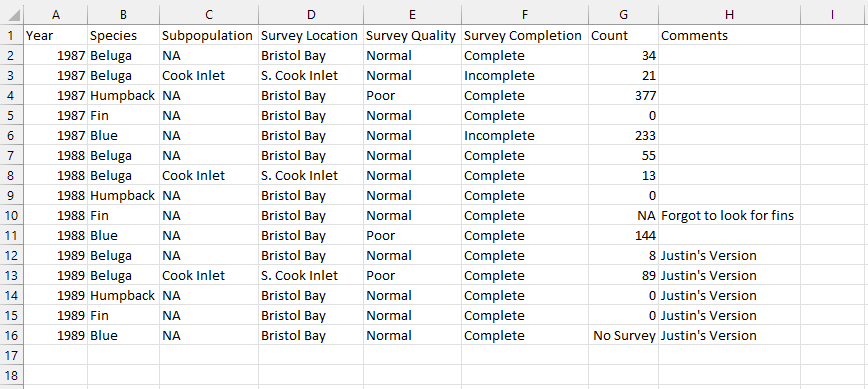 A B C D E F G H I
1 Year Species Subpopulation Survey Location Survey Quality Survey Completion Count Comments
2 1987 Beluga NA Bristol Bay Normal Complete 34
3 1987 Beluga Cook Inlet S. Cook Inlet Normal Incomplete 21
4 1987 Humpback NA Bristol Bay Poor Complete 377
5 1987 Fin NA Bristol Bay Normal Complete 0
6 1987 Blue NA Bristol Bay Normal Incomplete 233
7 1988 Beluga NA Bristol Bay Normal Complete 55
8 1988 Beluga Cook Inlet S. Cook Inlet Normal Complete 13
9 1988 Humpback NA Bristol Bay Normal Complete 0
10 1988 Fin NA Bristol Bay Normal Complete NA Forgot to look for fins
11 1988 Blue NA Bristol Bay Poor Complete 144
12 1989 Beluga NA Bristol Bay Normal Complete 8 Justin's Version
13 1989 Beluga Cook Inlet S. Cook Inlet Poor Complete 89 Justin's Version
14 1989 Humpback NA Bristol Bay Normal Complete 0 Justin's Version
15 1989 Fin NA Bristol Bay Normal Complete 0 Justin's Version
16 1989 Blue NA Bristol Bay Normal Complete No Survey Justin's Version
17
18